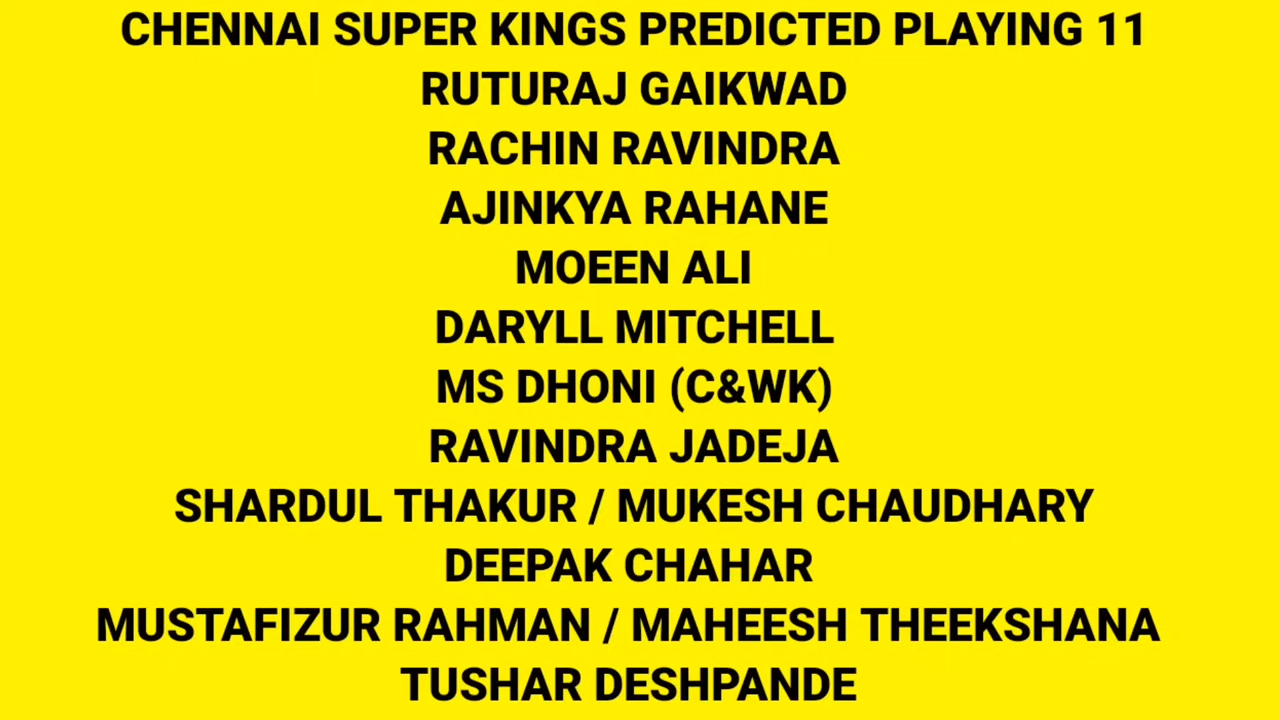 CHENNAI SUPER KINGS PREDICTED PLAYING 11
RUTURAJ GAIKWAD
RACHIN RAVINDRA
AJINKYA RAHANE
MOEEN ALI
DARYLL MITCHELL
MS DHONI (C&WK)
RAVINDRA JADEJA
SHARDUL THAKUR / MUKESH CHAUDHARY
DEEPAK CHAHAR
MUSTAFIZUR RAHMAN / MAHEESH THEEKSHANA
TUSHAR DESHPANDE